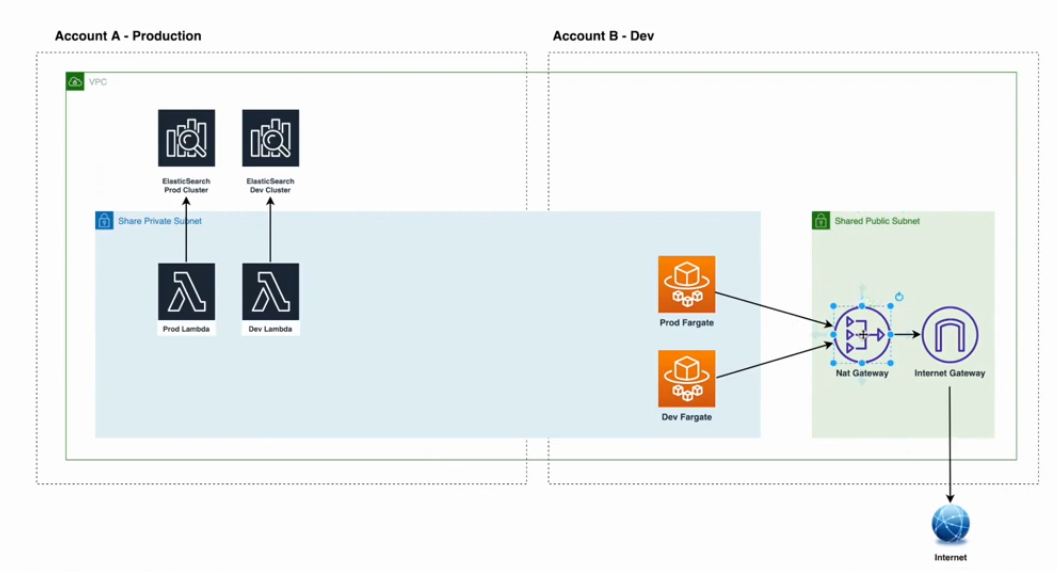 Account A - Production
Account B - Dev
VPC
ElasticSearch
Prod Cluster
ElasticSearch
Dev Cluster
Share Private Subnet
Shared Public Subnet
Prod Lambda
Dev Lambda
Prod Fargate
Dev Fargate
Nat Gateway
Internet Gateway
Internet